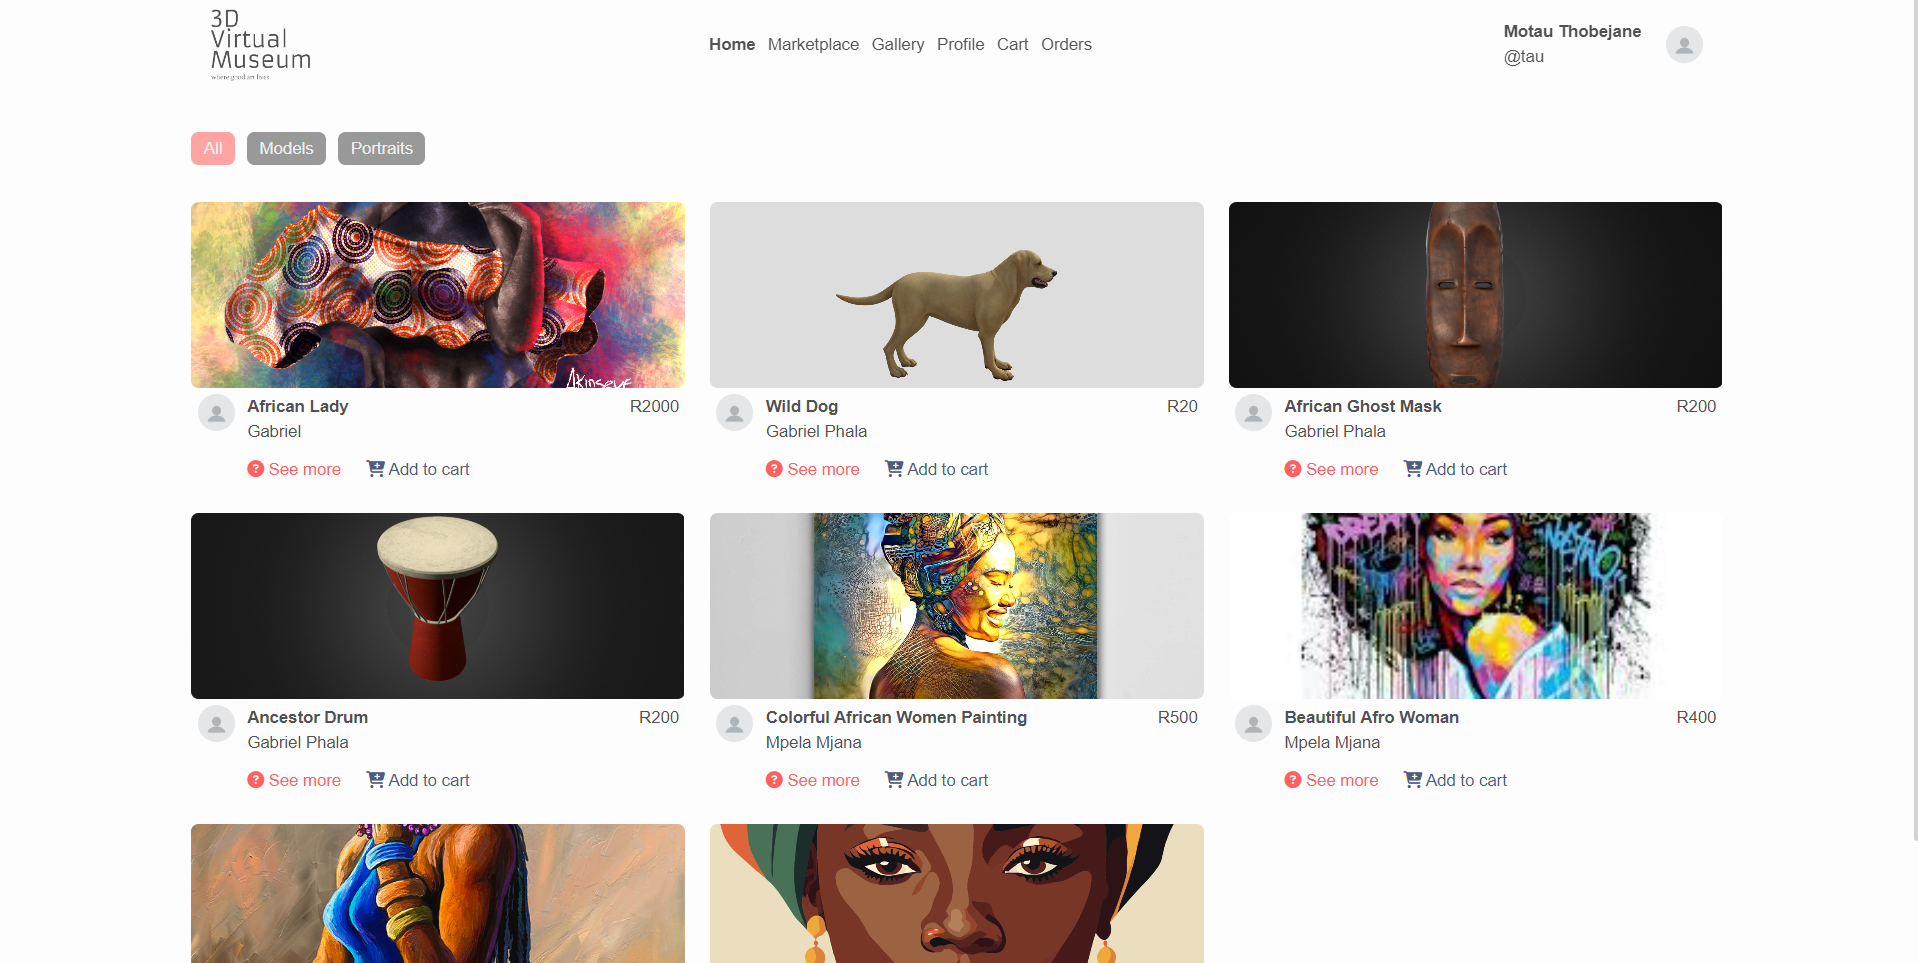 3D
Virtual
Museum
where good art lives
Home Marketplace Gallery Profile Cart Orders
Motau Thobejane
@tau
All Models Portraits
Akinseye
African Lady R2000
Gabriel
See more Add to cart
Wild Dog R20
Gabriel Phala
See more Add to cart
African Ghost Mask R200
Gabriel Phala
See more Add to cart
DREAM
Ancestor Drum R200
Gabriel Phala
See more Add to cart
Colorful African Women Painting R500
Mpela Mjana
See more Add to cart
Beautiful Afro Woman R400
Mpela Mjana
See more Add to cart